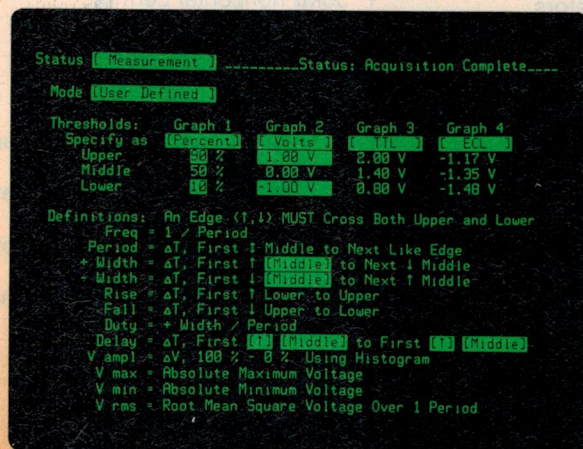 Status [ Measurement ] _________Status: Acquisition Complete____
Mode [User Defined ]
Thresholds: Graph 1 Graph 2 Graph 3 Graph 4
Specify as [Percent] [ Volts ] [ TTL ] [ ECL ]
Upper 90 % 1.00 V 2.00 V -1.17 V
Middle 50 % 0.00 V 1.40 V -1.35 V
Lower 10 % -1.00 V 0.80 V -1.48 V
Definitions: An Edge (↑,↓) MUST Cross Both Upper and Lower
Freq = 1 / Period
Period = ΔT, First ↕ Middle to Next Like Edge
+ Width = ΔT, First ↑ [Middle] to Next ↓ Middle
- Width = ΔT, First ↓ [Middle] to Next ↑ Middle
Rise = ΔT, First ↑ Lower to Upper
Fall = ΔT, First ↓ Upper to Lower
Duty = + Width / Period
Delay = ΔT, First [↑] [Middle] to First [↑] [Middle]
V ampl = ΔV, 100 % - 0 % Using Histogram
V max = Absolute Maximum Voltage
V min = Absolute Minimum Voltage
V rms = Root Mean Square Voltage Over 1 Period